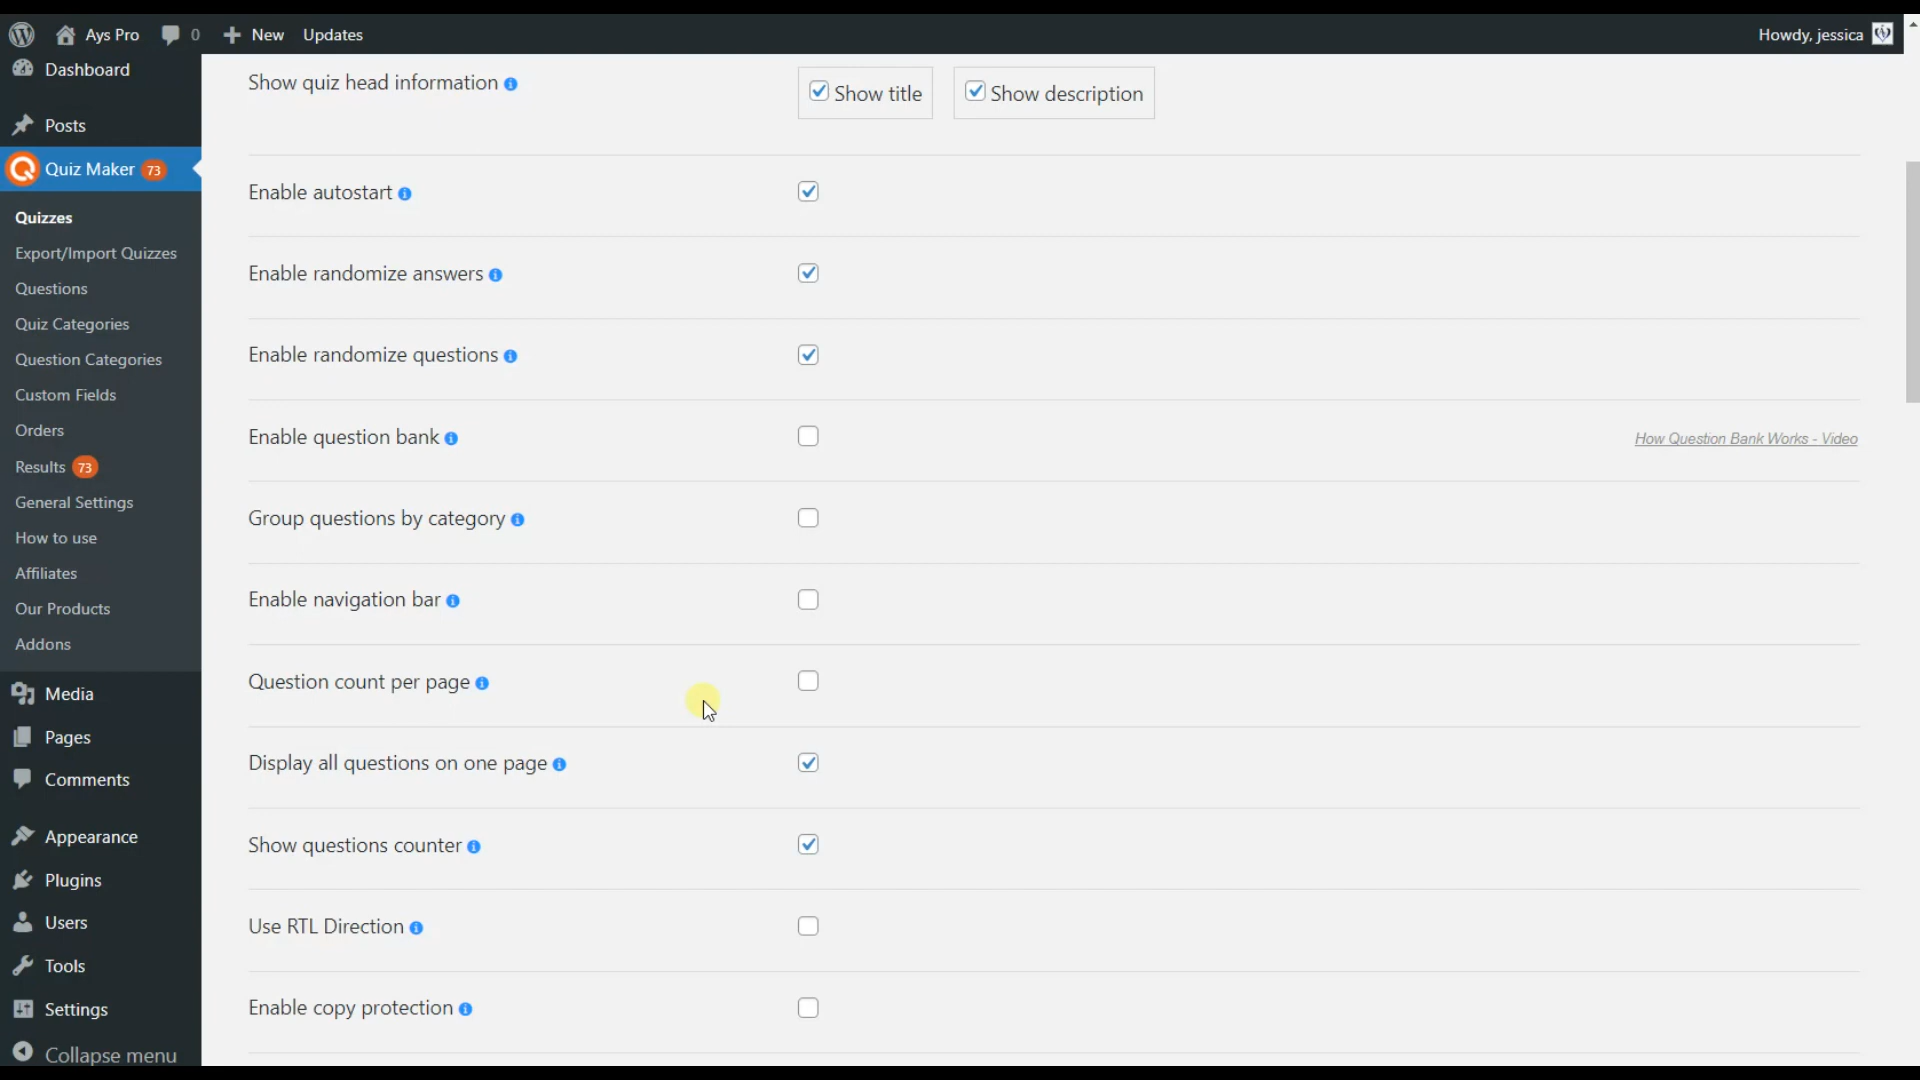 Ays Pro 0 New Updates Howdy, jessica
Dashboard
Posts
Quiz Maker 73
Quizzes
Export/Import Quizzes
Questions
Quiz Categories
Question Categories
Custom Fields
Orders
Results 73
General Settings
How to use
Affiliates
Our Products
Addons
Media
Pages
Comments
Appearance
Plugins
Users
Tools
Settings
Collapse menu
Show quiz head information Show title Show description
Enable autostart
Enable randomize answers
Enable randomize questions
Enable question bank How Question Bank Works - Video
Group questions by category
Enable navigation bar
Question count per page
Display all questions on one page
Show questions counter
Use RTL Direction
Enable copy protection